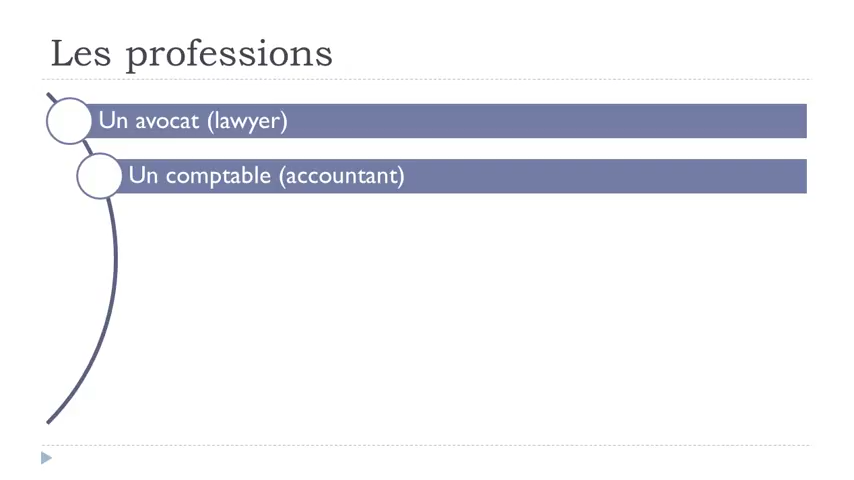 Les professions
Un avocat (lawyer)
Un comptable (accountant)